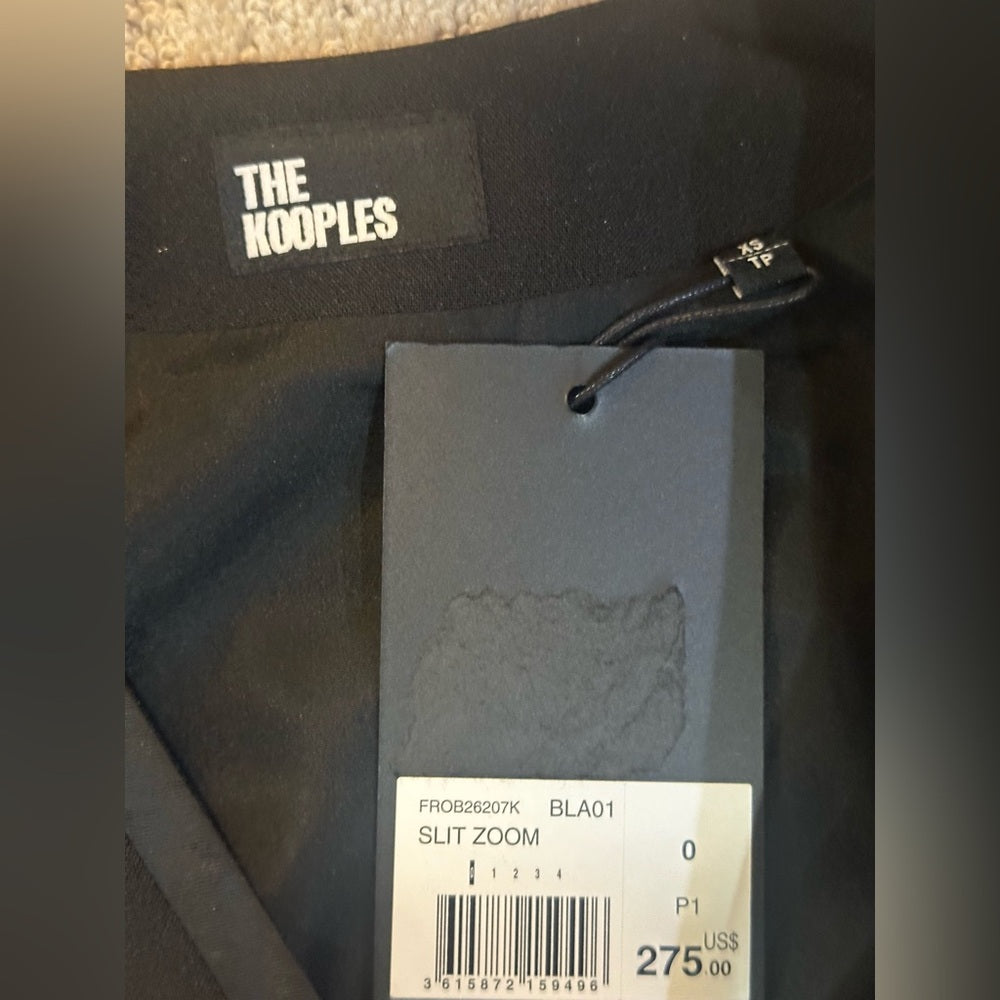 THE
KOOPLES
XS
TP
FROB26207K BLA01
SLIT ZOOM
0
0 1 2 3 4
P1
US$
275.00
3 615872 159496